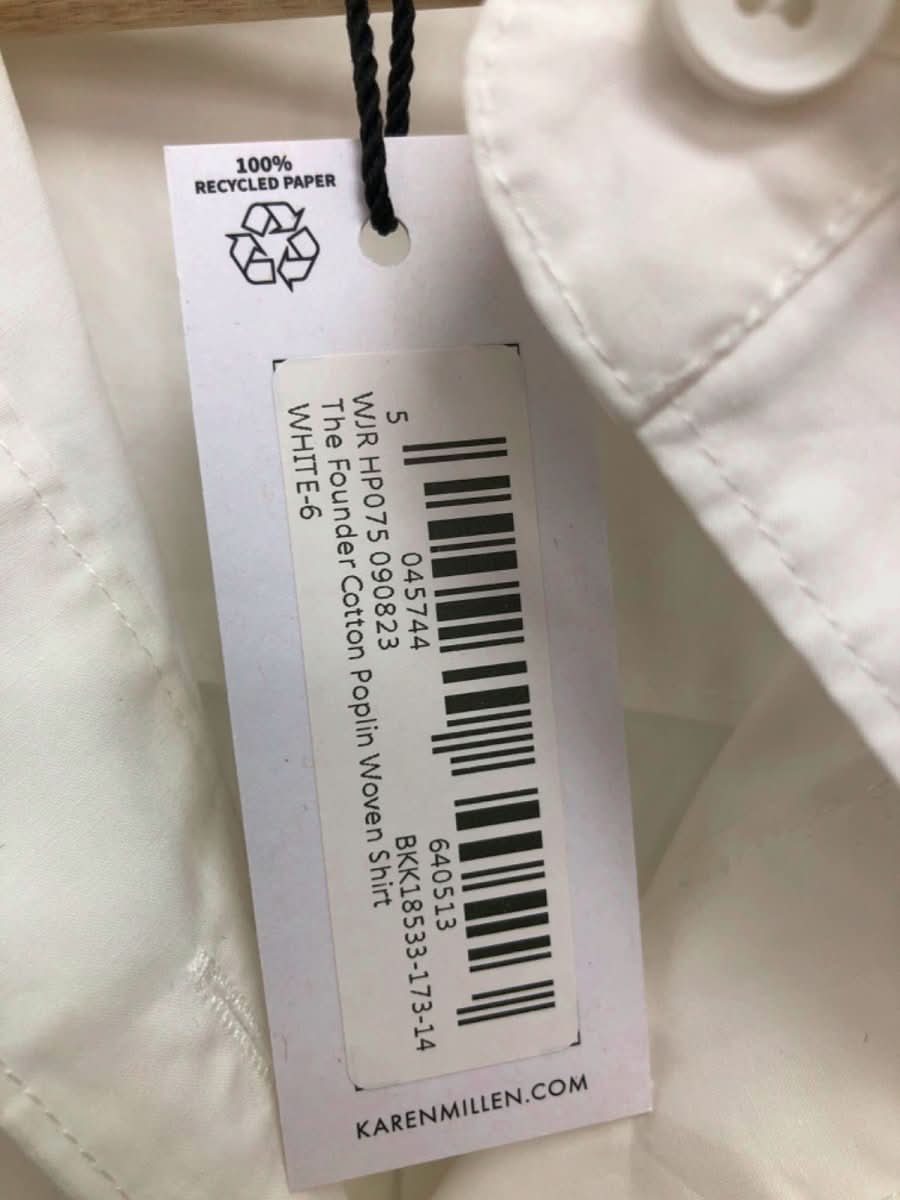 100%
RECYCLED PAPER
5 045744 640513
WJR HP075 090823 BKK18533-173-14
The Founder Cotton Poplin Woven Shirt
WHITE-6
KARENMILLEN.COM